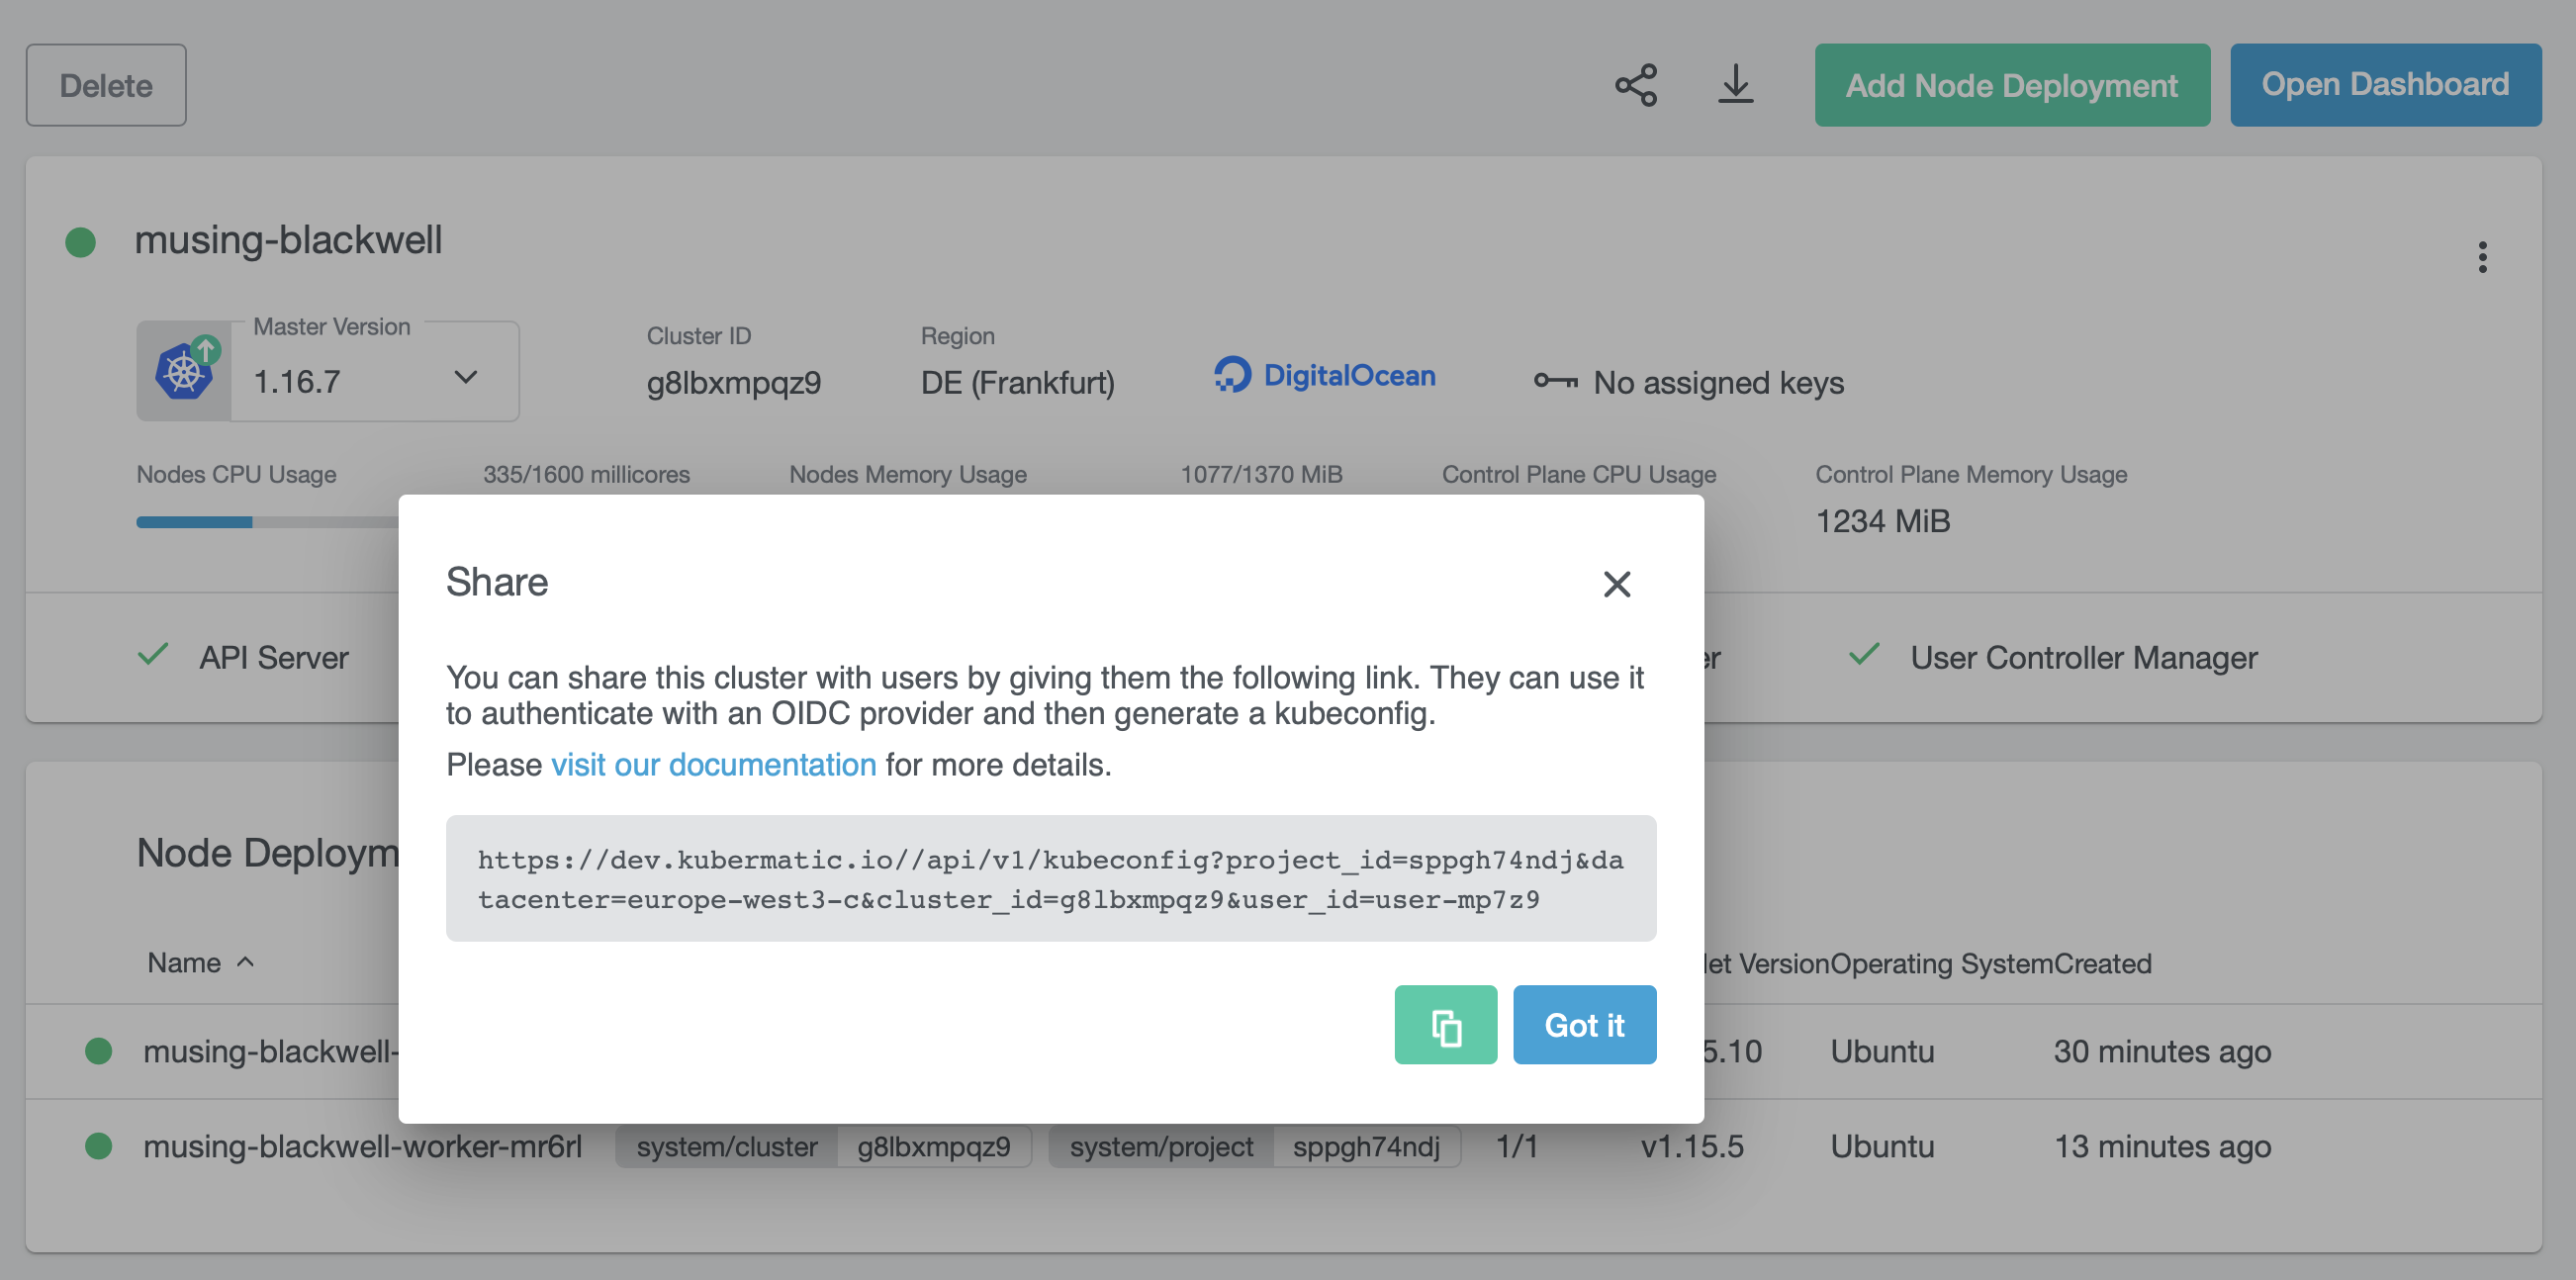 Delete
Add Node Deployment
Open Dashboard
musing-blackwell
Master Version
1.16.7
Cluster ID
g8lbxmpqz9
Region
DE (Frankfurt)
DigitalOcean
No assigned keys
Nodes CPU Usage
335/1600 millicores
Nodes Memory Usage
1077/1370 MiB
Control Plane CPU Usage
Control Plane Memory Usage
1234 MiB
Share
You can share this cluster with users by giving them the following link. They can use it
to authenticate with an OIDC provider and then generate a kubeconfig.
Please visit our documentation for more details.
https://dev.kubermatic.io//api/v1/kubeconfig?project_id=sppgh74ndj&da
tacenter=europe-west3-c&cluster_id=g8lbxmpqz9&user_id=user-mp7z9
Got it
API Server
User Controller Manager
Node Deploym
Name
let Version
Operating System
Created
musing-blackwell-
5.10
Ubuntu
30 minutes ago
musing-blackwell-worker-mr6rl
system/cluster
g8lbxmpqz9
system/project
sppgh74ndj
1/1
v1.15.5
Ubuntu
13 minutes ago